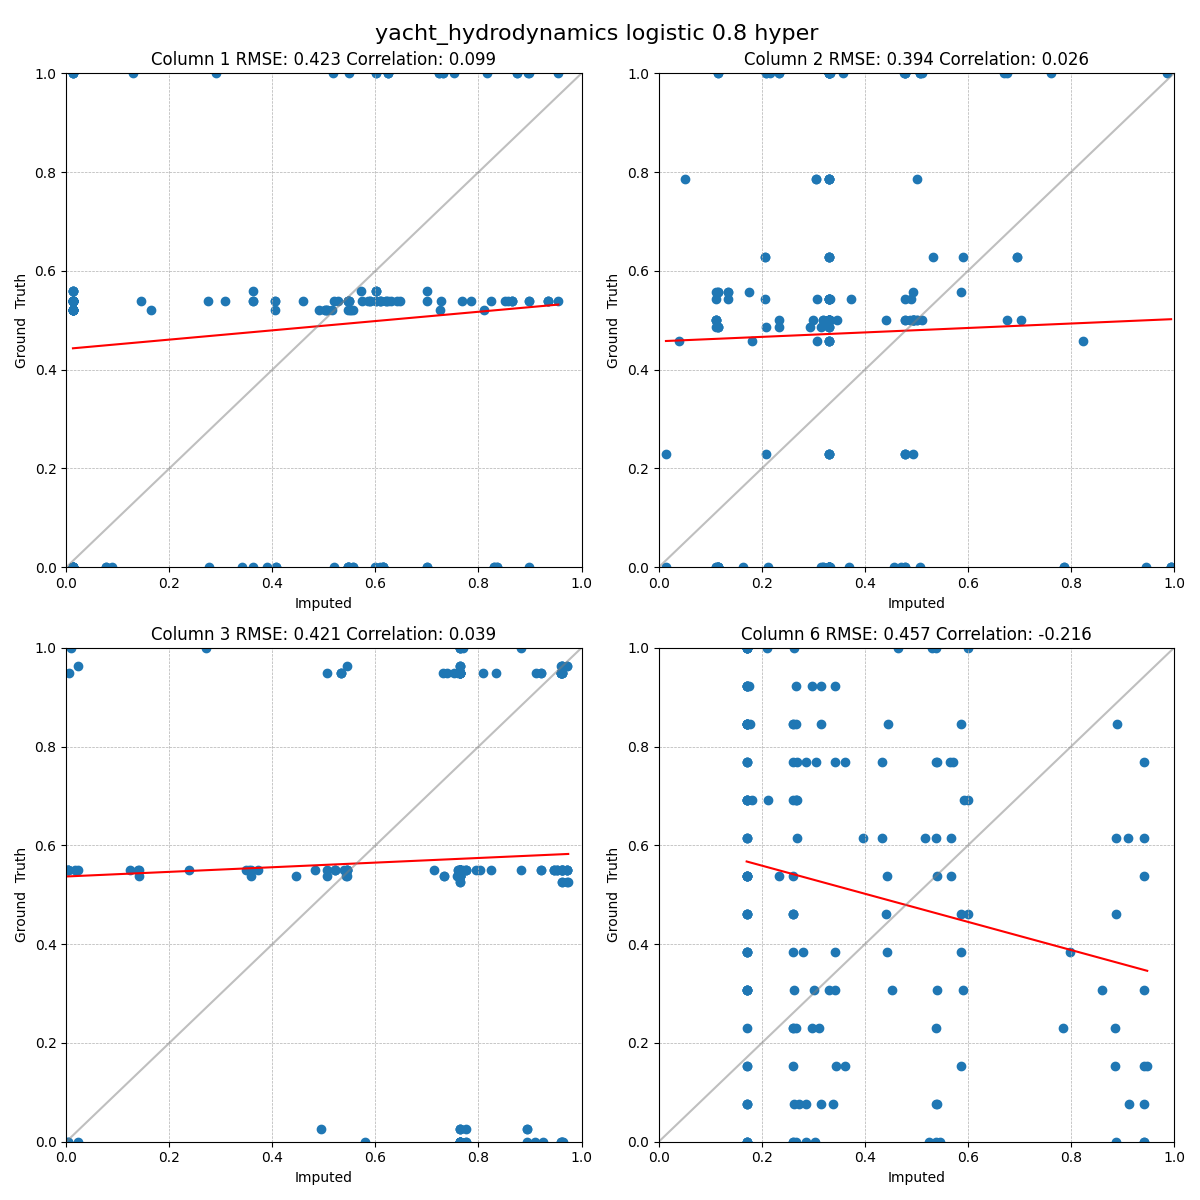 yacht_hydrodynamics logistic 0.8 hyper
Column 1 RMSE: 0.423 Correlation: 0.099
1.0
0.8
0.6
0.4
0.2
0.0
Ground Truth
0.0 0.2 0.4 0.6 0.8 1.0
Imputed
Column 2 RMSE: 0.394 Correlation: 0.026
1.0
0.8
0.6
0.4
0.2
0.0
Ground Truth
0.0 0.2 0.4 0.6 0.8 1.0
Imputed
Column 3 RMSE: 0.421 Correlation: 0.039
1.0
0.8
0.6
0.4
0.2
0.0
Ground Truth
0.0 0.2 0.4 0.6 0.8 1.0
Imputed
Column 6 RMSE: 0.457 Correlation: -0.216
1.0
0.8
0.6
0.4
0.2
0.0
Ground Truth
0.0 0.2 0.4 0.6 0.8 1.0
Imputed